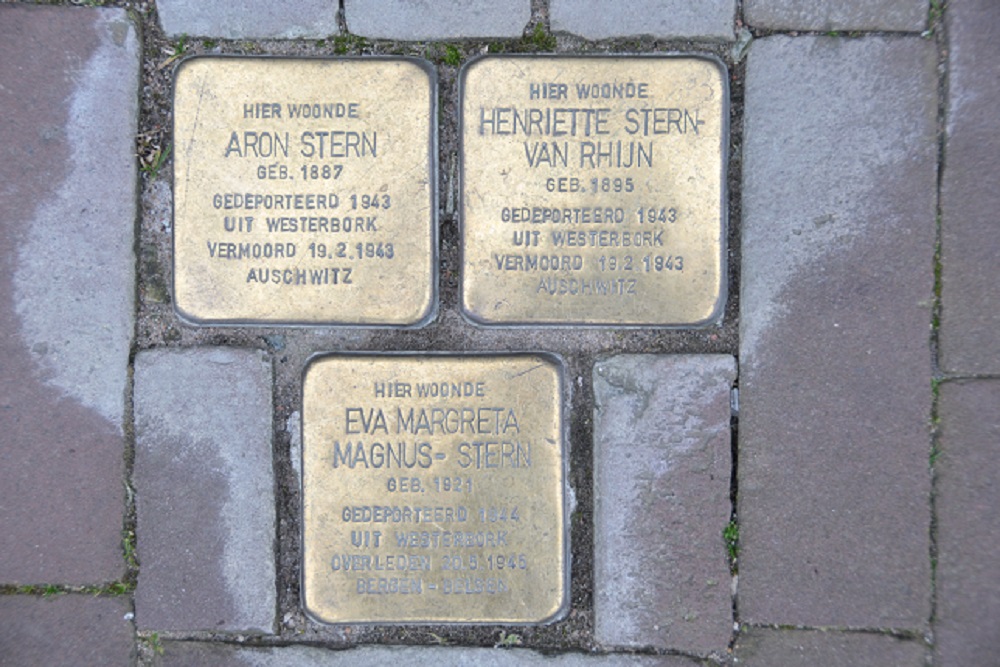 HIER WOONDE
ARON STERN
GEB. 1887
GEDEPORTEERD 1943
UIT WESTERBORK
VERMOORD 19.2.1943
AUSCHWITZ
HIER WOONDE
HENRIETTE STERN-
VAN RHIJN
GEB. 1895
GEDEPORTEERD 1943
UIT WESTERBORK
VERMOORD 19.2.1943
AUSCHWITZ
HIER WOONDE
EVA MARGRETA
MAGNUS- STERN
GEB. 1921
GEDEPORTEERD 1944
UIT WESTERBORK
OVERLEDEN
BERGEN - BELSEN